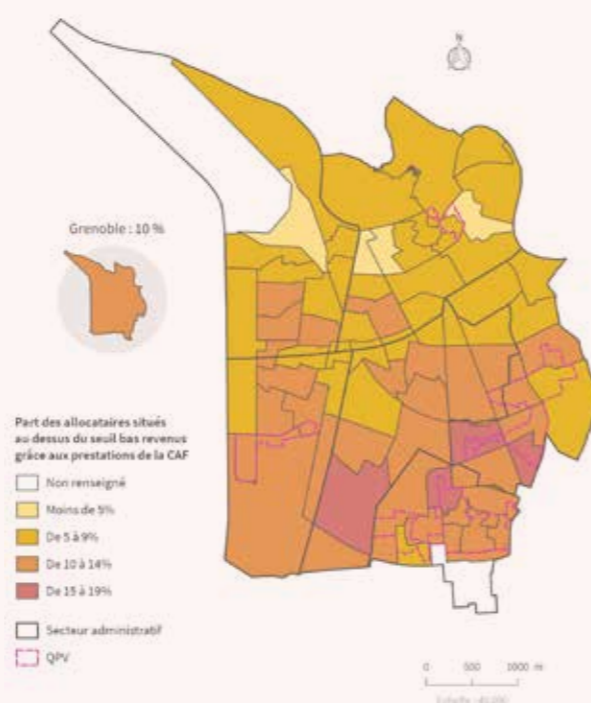 N
Grenoble : 10 %
Part des allocataires situés
au dessus du seuil bas revenus
grâce aux prestations de la CAF
Non renseigné
Moins de 5%
De 5 à 9%
De 10 à 14%
De 15 à 19%
Secteur administratif
QPV
0 500 1000 m